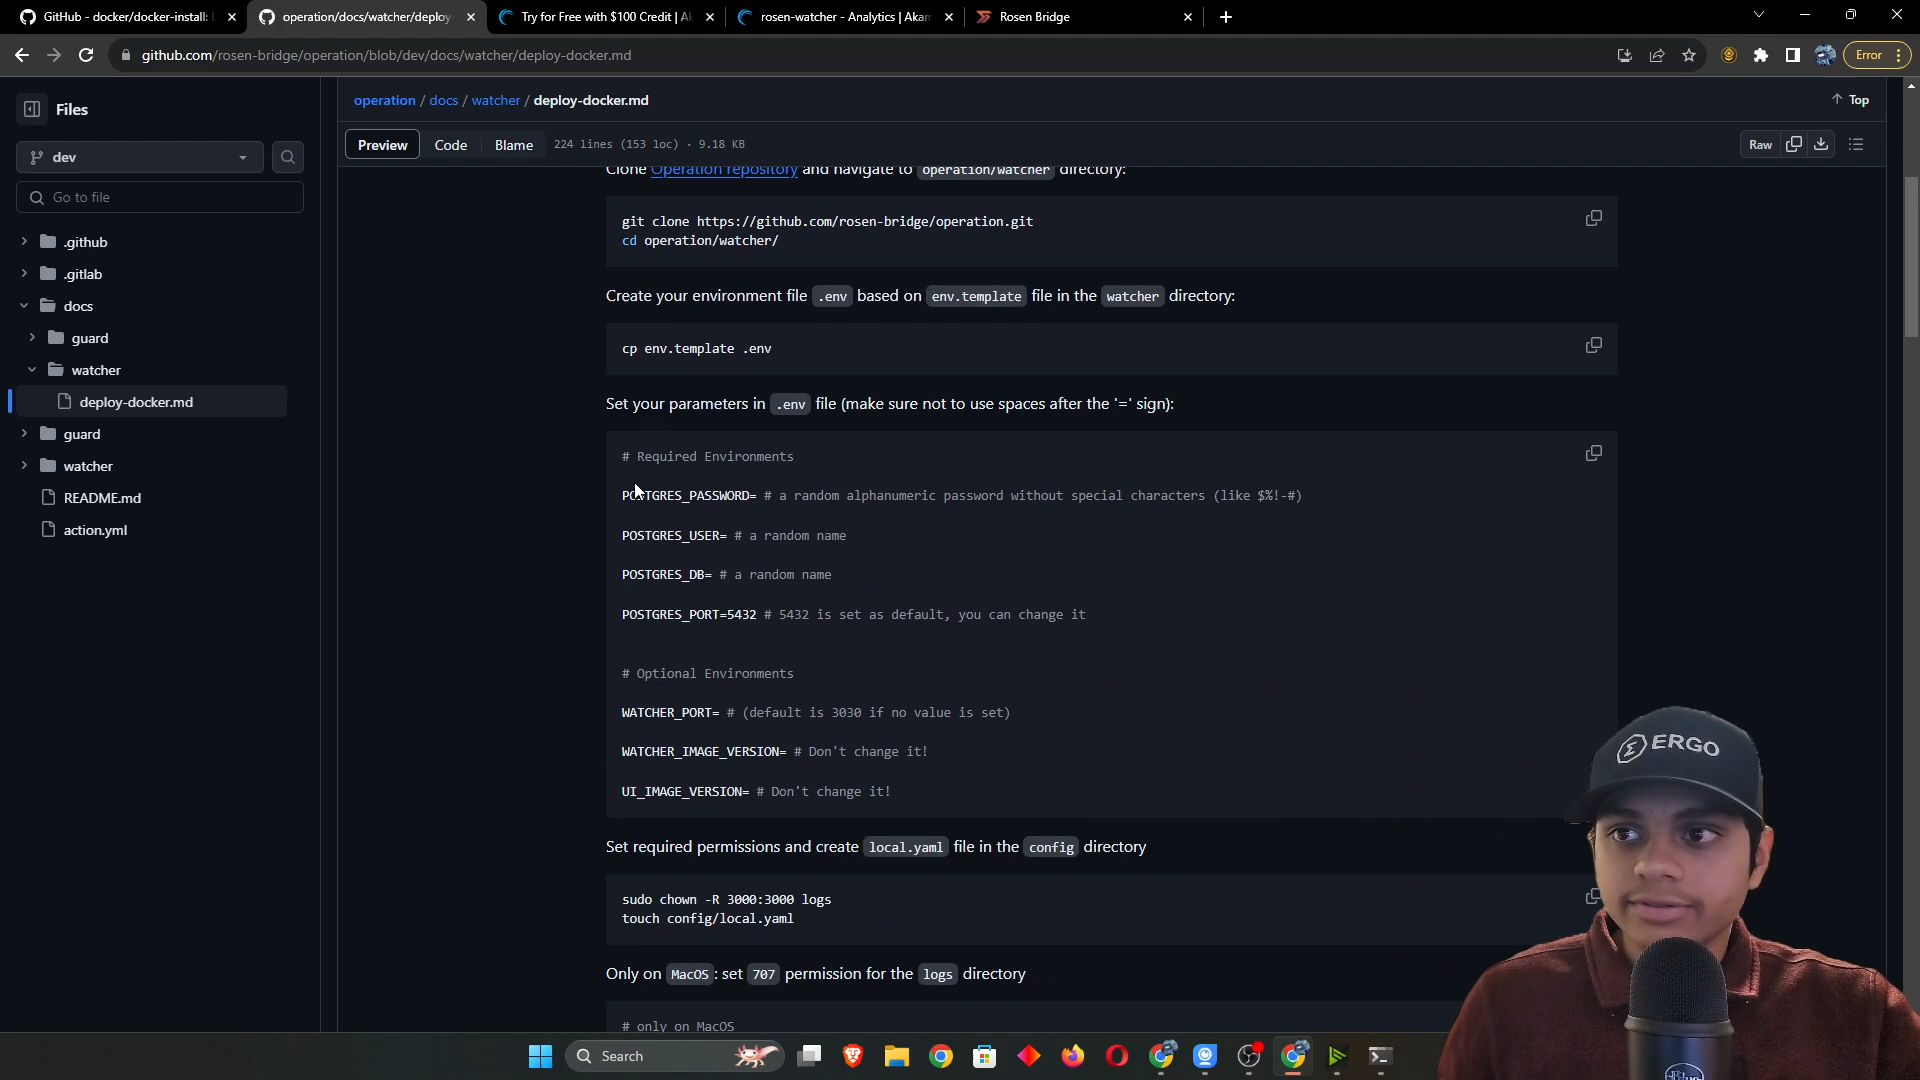 GitHub - docker/docker-install: D
operation/docs/watcher/deploy-
Try for Free with $100 Credit | Ak
rosen-watcher - Analytics | Akam
Rosen Bridge
github.com/rosen-bridge/operation/blob/dev/docs/watcher/deploy-docker.md
Error
Files
operation / docs / watcher / deploy-docker.md
Top
dev
Preview
Code
Blame
224 lines (153 loc) · 9.18 KB
Raw
Go to file
.github
.gitlab
docs
guard
watcher
deploy-docker.md
guard
watcher
README.md
action.yml
Clone Operation repository and navigate to operation/watcher directory:
git clone https://github.com/rosen-bridge/operation.git
cd operation/watcher/
Create your environment file .env based on env.template file in the watcher directory:
cp env.template .env
Set your parameters in .env file (make sure not to use spaces after the '=' sign):
# Required Environments
POSTGRES_PASSWORD= # a random alphanumeric password without special characters (like $%!-#)
POSTGRES_USER= # a random name
POSTGRES_DB= # a random name
POSTGRES_PORT=5432 # 5432 is set as default, you can change it
# Optional Environments
WATCHER_PORT= # (default is 3030 if no value is set)
WATCHER_IMAGE_VERSION= # Don't change it!
UI_IMAGE_VERSION= # Don't change it!
Set required permissions and create local.yaml file in the config directory
sudo chown -R 3000:3000 logs
touch config/local.yaml
Only on MacOS : set 707 permission for the logs directory
# only on MacOS
ERGO
Search
Blue